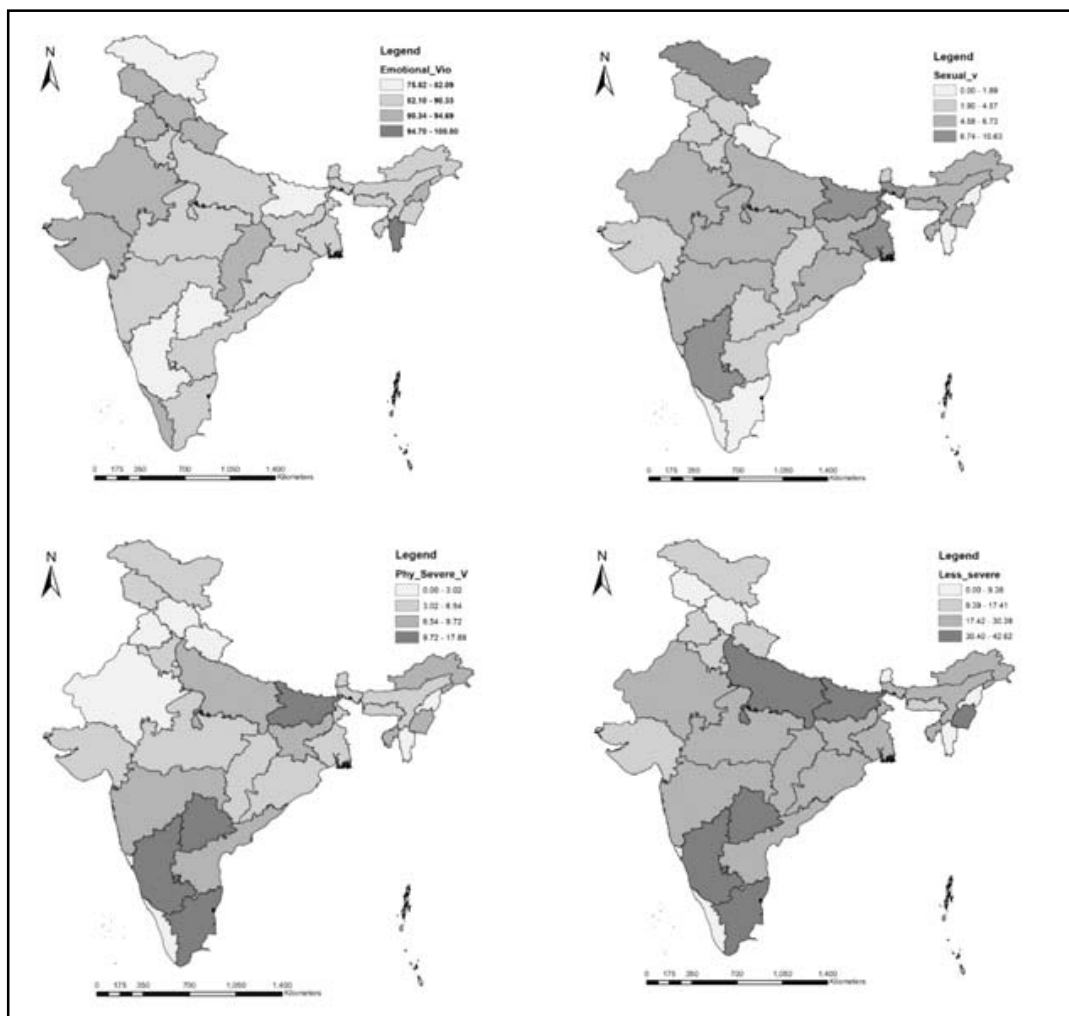 N
Legend
Emotional_Vio
75.82 - 82.09
82.10 - 90.33
90.34 - 94.69
94.70 - 100.00
0 175 350 700 1,050 1,400
Kilometers
N
Legend
Sexual_v
0.00 - 1.89
1.90 - 4.57
4.58 - 6.73
6.74 - 10.63
0 175 350 700 1,050 1,400
Kilometers
N
Legend
Phy_Severe_V
0.00 - 3.02
3.02 - 6.54
6.54 - 9.72
9.72 - 17.89
0 175 350 700 1,050 1,400
Kilometers
N
Legend
Less_severe
0.00 - 9.38
9.39 - 17.41
17.42 - 30.39
30.40 - 42.62
0 175 350 700 1,050 1,400
Kilometers